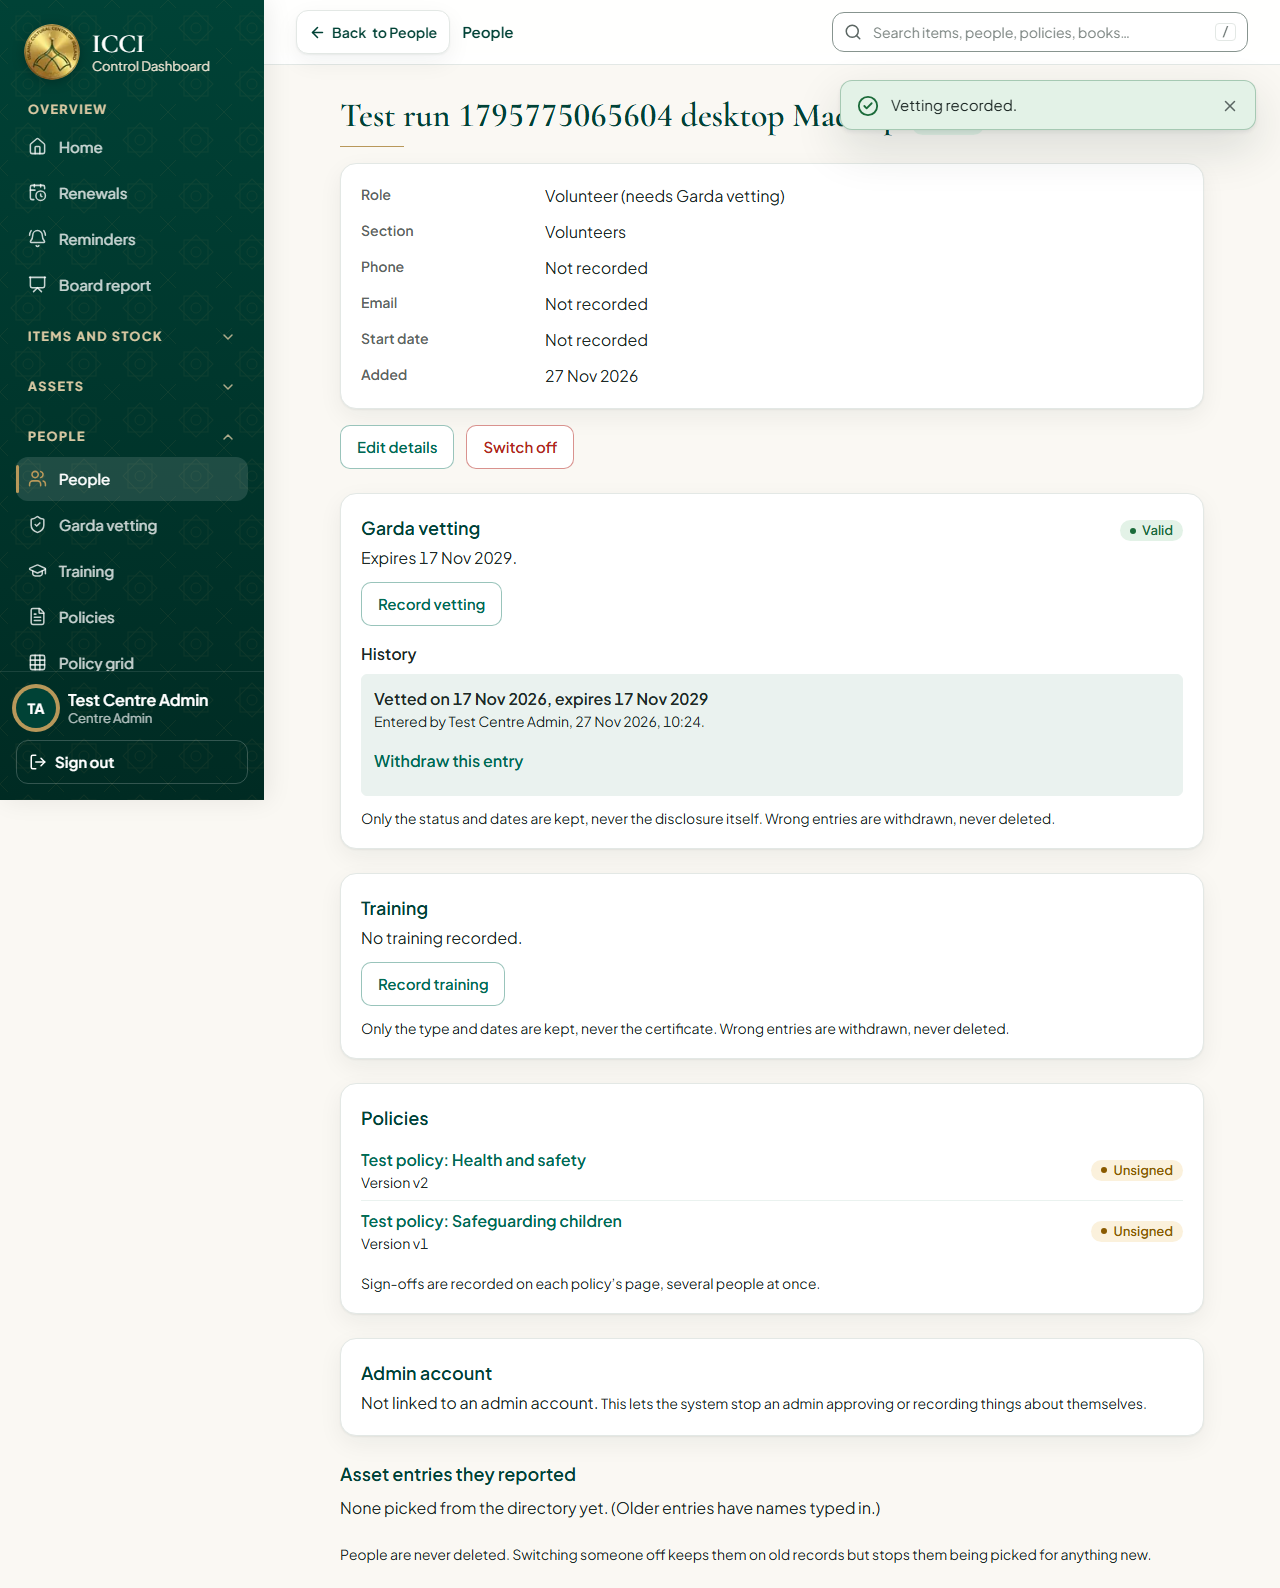 ICCI
Control Dashboard
OVERVIEW
Home
Renewals
Reminders
Board report
ITEMS AND STOCK
ASSETS
PEOPLE
People
Garda vetting
Training
Policies
Policy grid
TA
Test Centre Admin
Centre Admin
Sign out
Back to People
People
Search items, people, policies, books…
/
Vetting recorded.
Test run 1795775065604 desktop
Role
Volunteer (needs Garda vetting)
Section
Volunteers
Phone
Not recorded
Email
Not recorded
Start date
Not recorded
Added
27 Nov 2026
Edit details
Switch off
Garda vetting
Valid
Expires 17 Nov 2029.
Record vetting
History
Vetted on 17 Nov 2026, expires 17 Nov 2029
Entered by Test Centre Admin, 27 Nov 2026, 10:24.
Withdraw this entry
Only the status and dates are kept, never the disclosure itself. Wrong entries are withdrawn, never deleted.
Training
No training recorded.
Record training
Only the type and dates are kept, never the certificate. Wrong entries are withdrawn, never deleted.
Policies
Test policy: Health and safety
Version v2
Unsigned
Test policy: Safeguarding children
Version v1
Unsigned
Sign-offs are recorded on each policy’s page, several people at once.
Admin account
Not linked to an admin account. This lets the system stop an admin approving or recording things about themselves.
Asset entries they reported
None picked from the directory yet. (Older entries have names typed in.)
People are never deleted. Switching someone off keeps them on old records but stops them being picked for anything new.